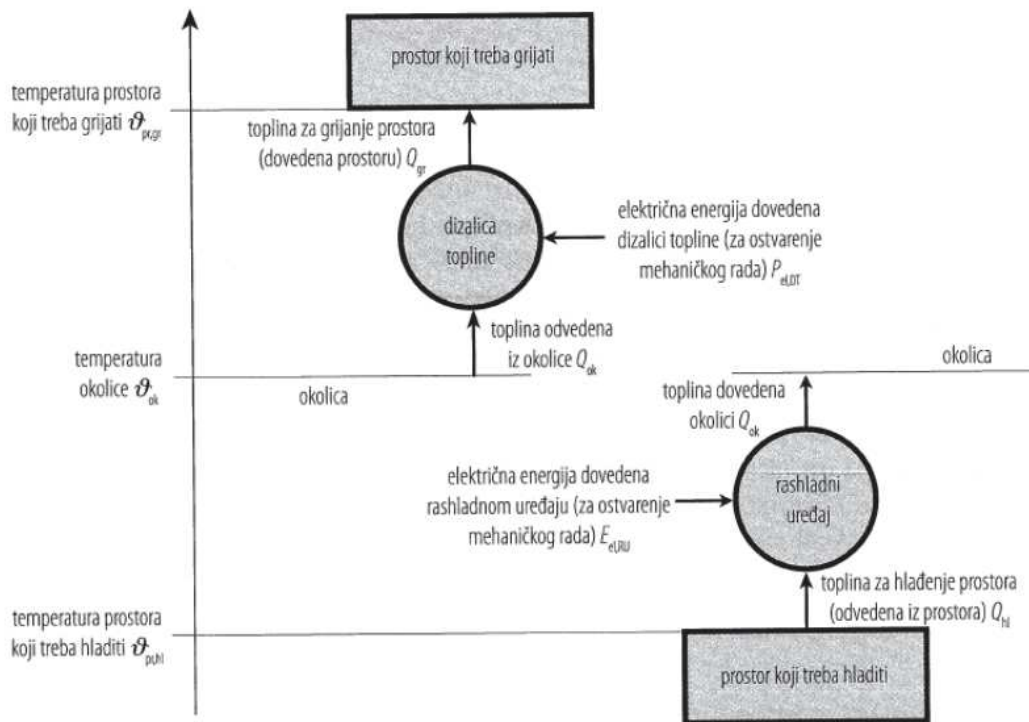 prostor koji treba grijati
temperatura prostora
koji treba grijati ϑpr,gr
toplina za grijanje prostora
(dovedena prostoru) Qgr
dizalica
topline
električna energija dovedena
dizalici topline (za ostvarenje
mehaničkog rada) Pel,DT
toplina odvedena
iz okolice Qok
temperatura
okolice ϑok
okolica
okolica
toplina dovedena
okolici Qok
električna energija dovedena
rashladnom uređaju (za ostvarenje
mehaničkog rada) Eel,RU
rashladni
uređaj
toplina za hlađenje prostora
(odvedena iz prostora) Qhl
temperatura prostora
koji treba hladiti ϑpr,hl
prostor koji treba hladiti